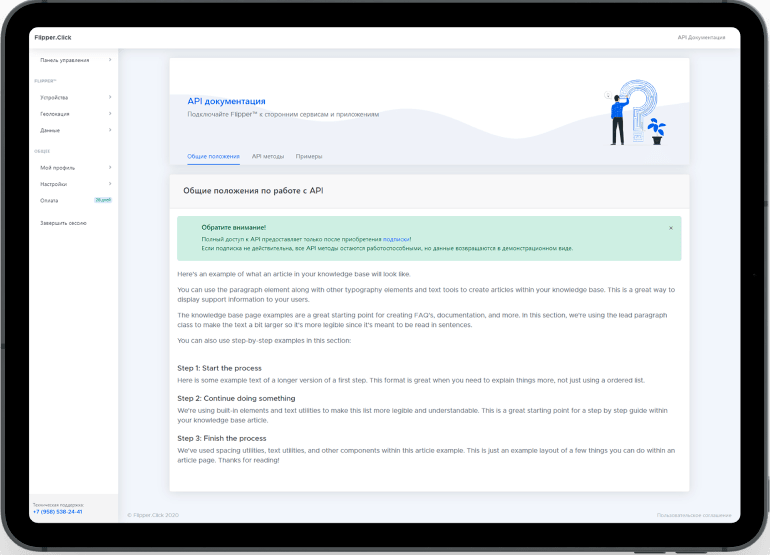 Flipper.Click
API Документация
Панель управления
FLIPPER™
Устройства
Геолокация
Данные
ОБЩЕЕ
Мой профиль
Настройки
Оплата
28 дней
Завершить сессию
API документация
Подключайте Flipper™ к сторонним сервисам и приложениям
Общие положения API методы Примеры
Общие положения по работе с API
Обратите внимание!
×
Полный доступ к API предоставляет только после приобретения подписки!
Если подписка не действительна, все API методы остаются работоспособными, но данные возвращаются в демонстрационном виде.
Here's an example of what an article in your knowledge base will look like.
You can use the paragraph element along with other typography elements and text tools to create articles within your knowledge base. This is a great way to
display support information to your users.
The knowledge base page examples are a great starting point for creating FAQ's, documentation, and more. In this section, we're using the lead paragraph
class to make the text a bit larger so it's more legible since it's meant to be read in sentences.
You can also use step-by-step examples in this section:
Step 1: Start the process
Here is some example text of a longer version of a first step. This format is great when you need to explain things more, not just using a ordered list.
Step 2: Continue doing something
We're using built-in elements and text utilities to make this list more legible and understandable. This is a great starting point for a step by step guide within
your knowledge base article.
Step 3: Finish the process
We've used spacing utilities, text utilities, and other components within this article example. This is just an example layout of a few things you can do within an
article page. Thanks for reading!
Техническая поддержка:
+7 (958) 538-24-41
© Flipper.Click 2020
Пользовательское соглашение